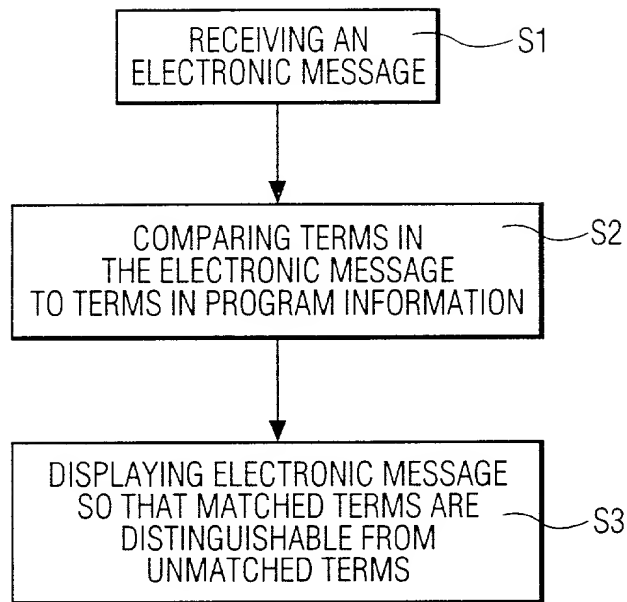 RECEIVING AN
ELECTRONIC MESSAGE
S1
COMPARING TERMS IN
THE ELECTRONIC MESSAGE
TO TERMS IN PROGRAM INFORMATION
S2
DISPLAYING ELECTRONIC MESSAGE
SO THAT MATCHED TERMS ARE
DISTINGUISHABLE FROM
UNMATCHED TERMS
S3